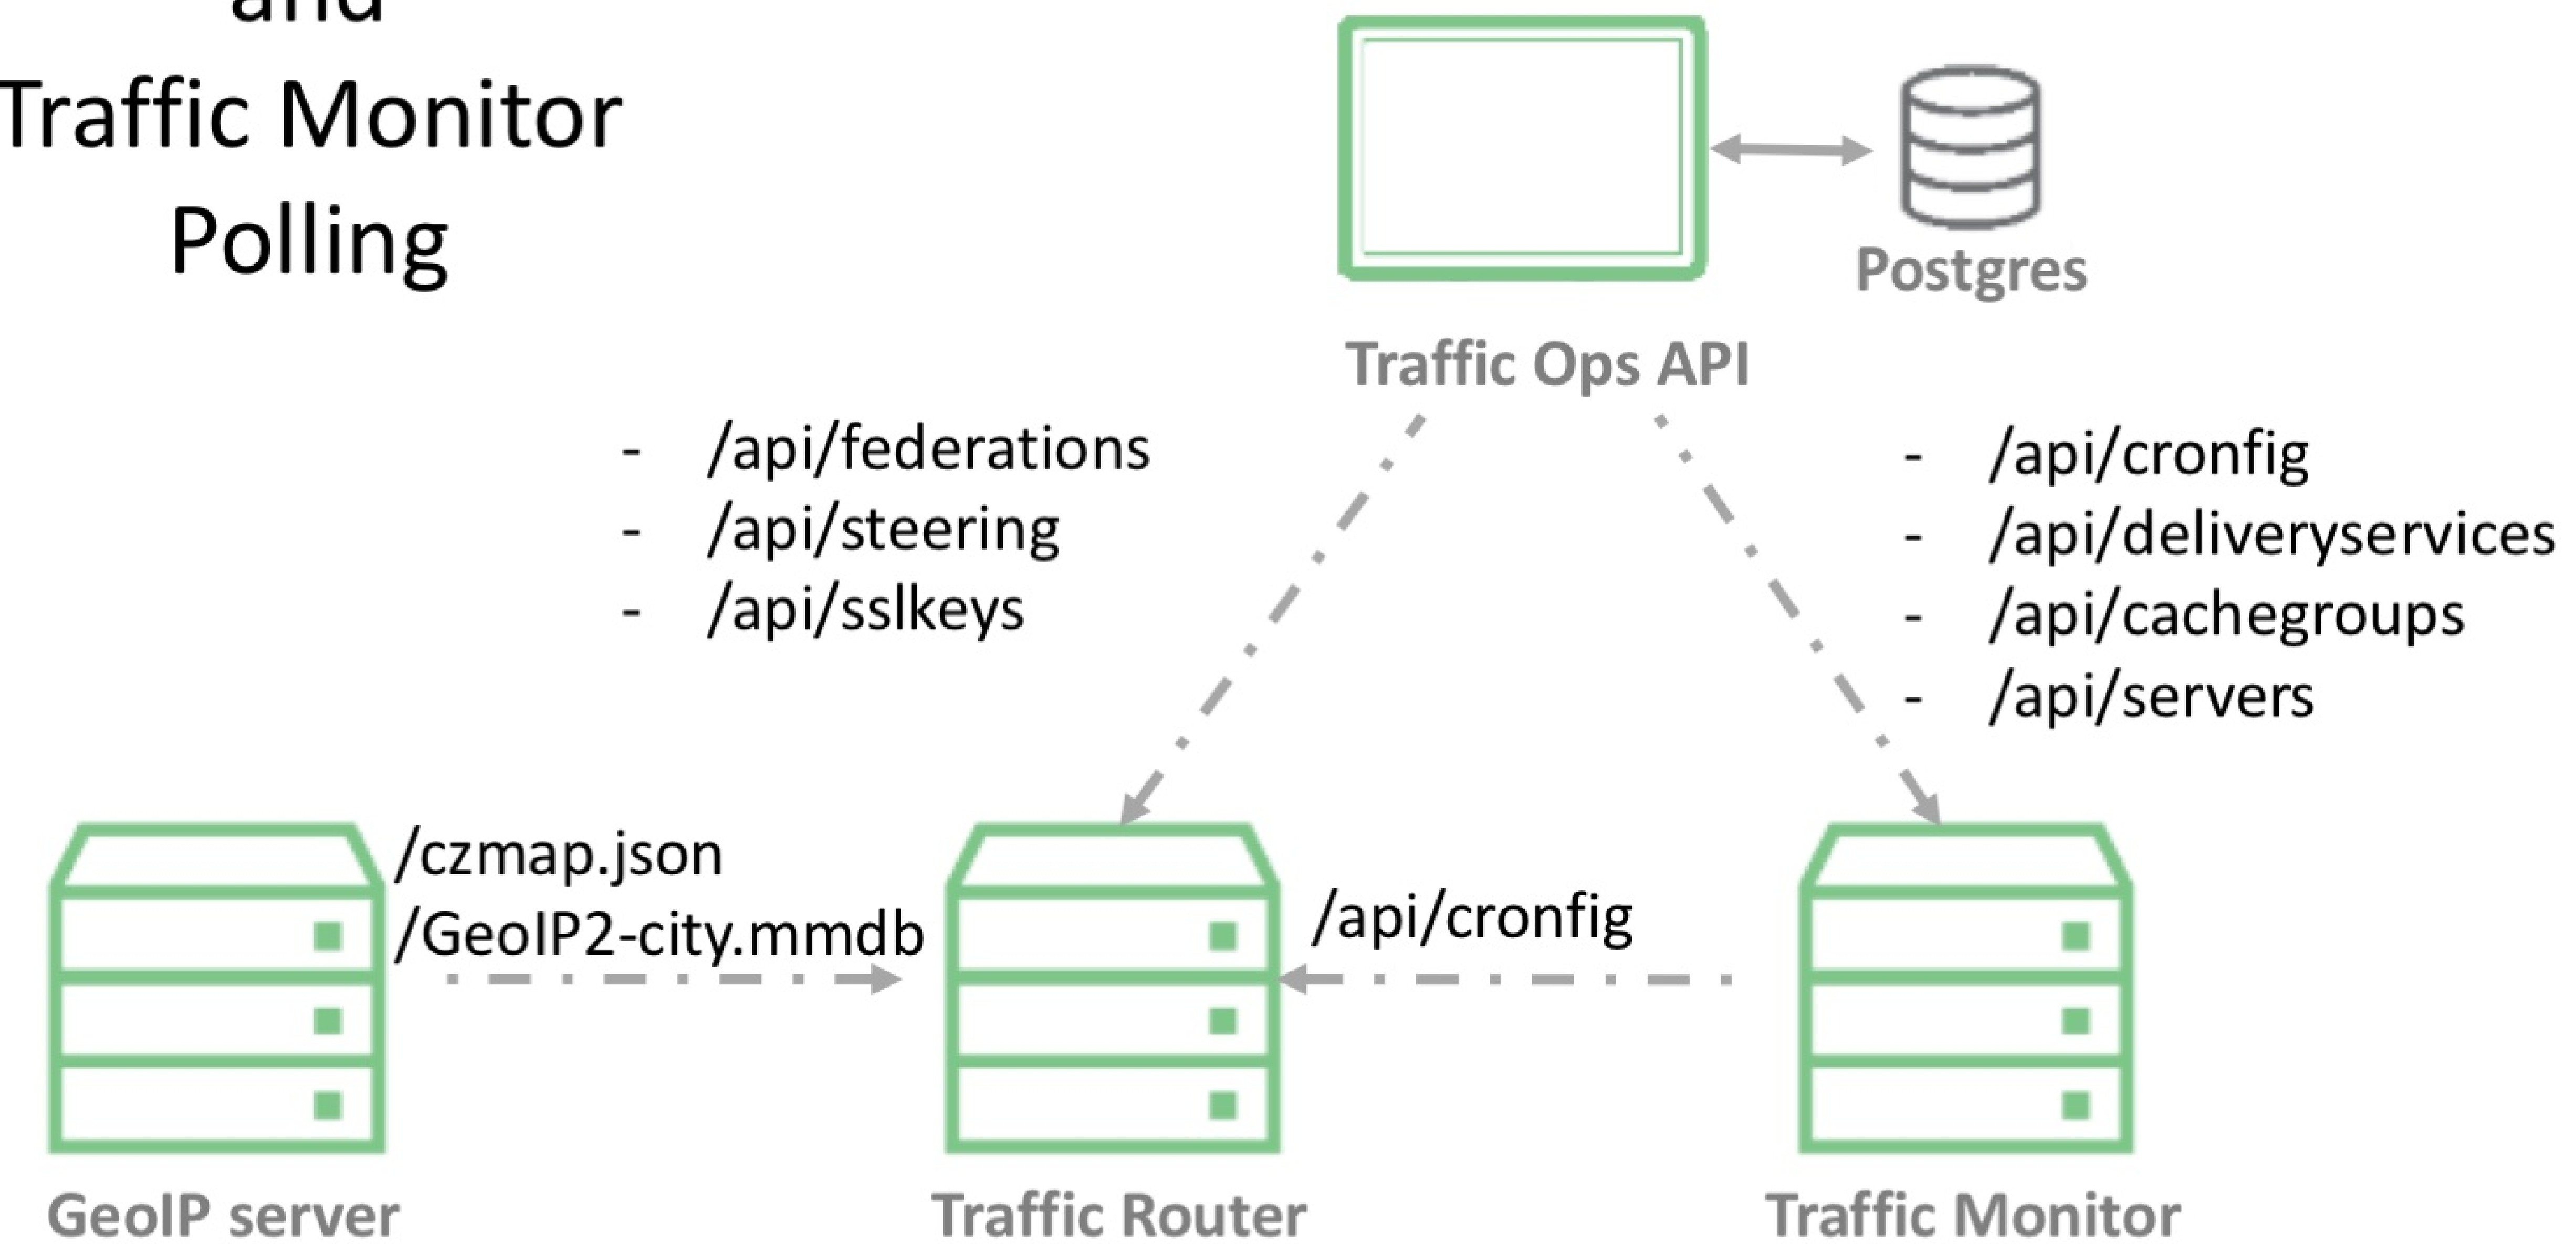 and
Traffic Monitor
Polling
Postgres
Traffic Ops API
- /api/federations
- /api/steering
- /api/sslkeys
- /api/cronfig
- /api/deliveryservices
- /api/cachegroups
- /api/servers
/czmap.json
/GeoIP2-city.mmdb
/api/cronfig
GeoIP server
Traffic Router
Traffic Monitor